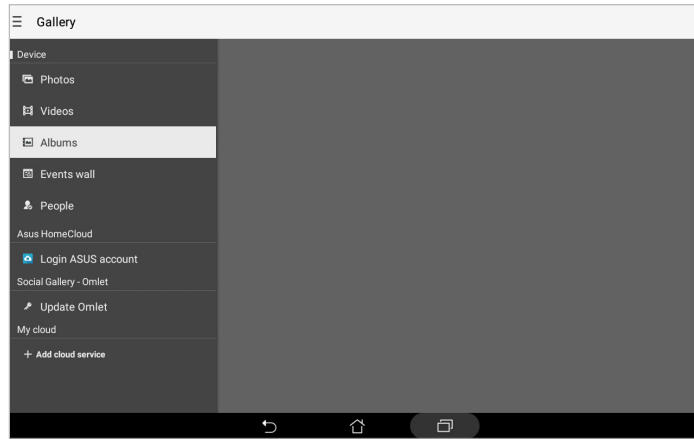 Gallery
Device
Photos
Videos
Albums
Events wall
People
Asus HomeCloud
Login ASUS account
Social Gallery - Omlet
Update Omlet
My cloud
+ Add cloud service